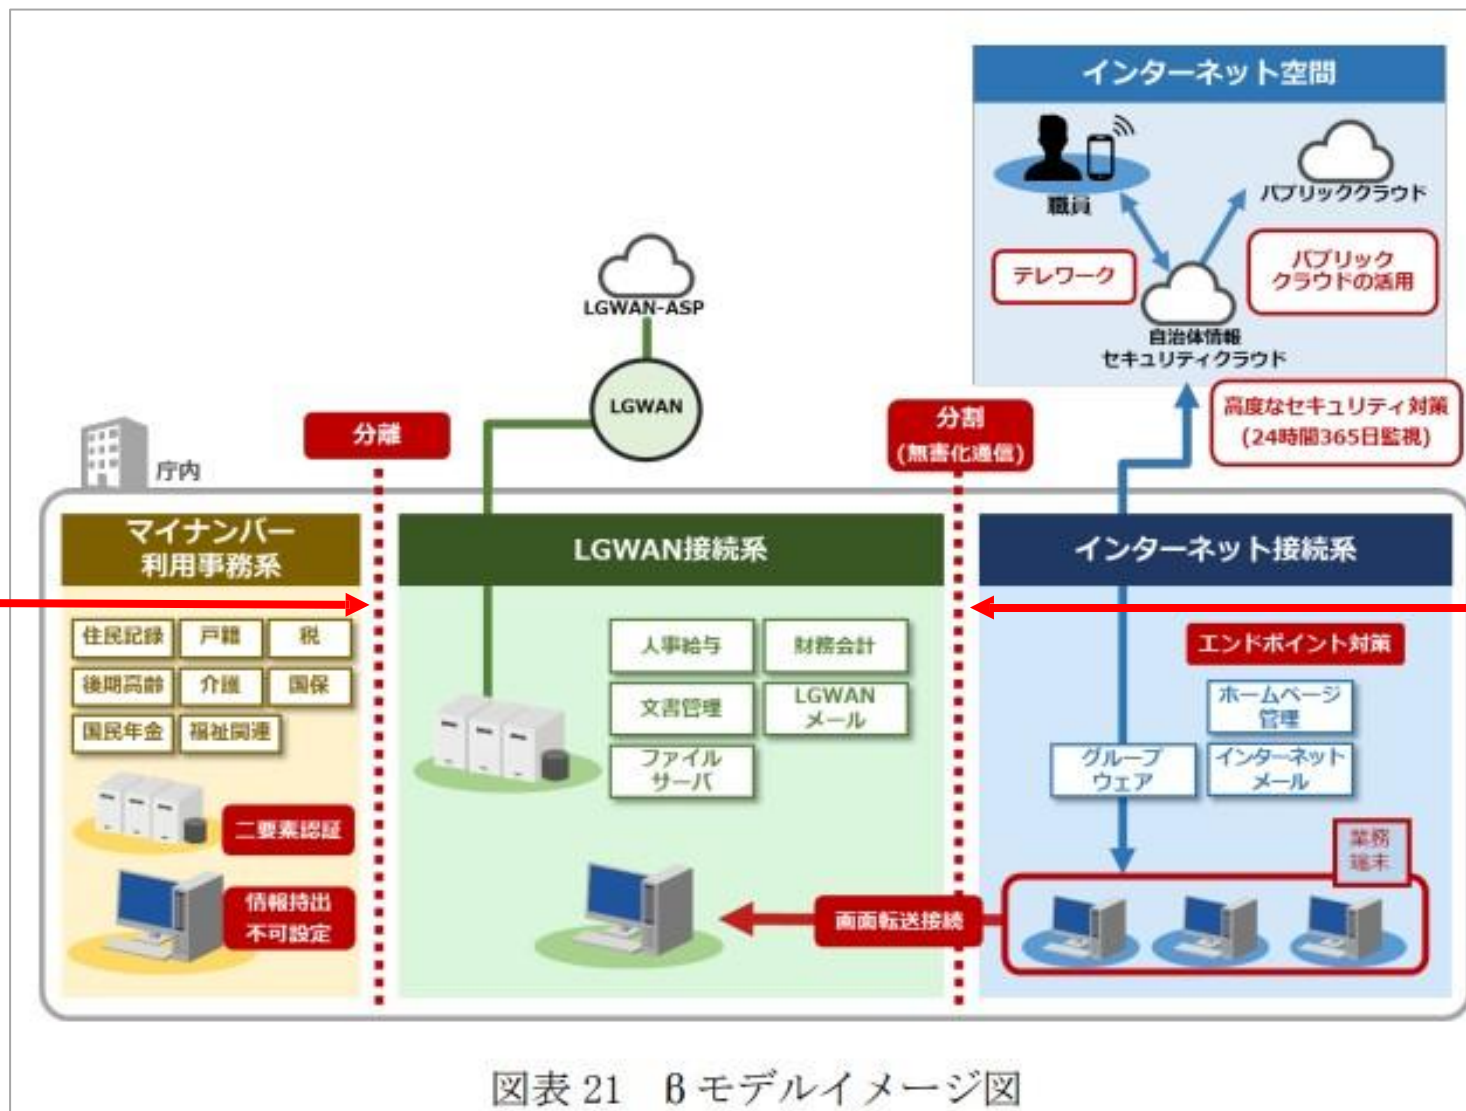 インターネット空間
職員
パブリッククラウド
テレワーク
パブリック
クラウドの活用
自治体情報
セキュリティクラウド
LGWAN-ASP
LGWAN
分離
分割
(無害化通信)
高度なセキュリティ対策
(24時間365日監視)
庁内
マイナンバー
利用事務系
住民記録
戸籍
税
後期高齢
介護
国保
国民年金
福祉関連
二要素認証
情報持出
不可設定
LGWAN接続系
人事給与
財務会計
文書管理
LGWAN
メール
ファイル
サーバ
画面転送接続
インターネット接続系
エンドポイント対策
ホームページ
管理
グループ
ウェア
インターネット
メール
業務
端末
図表 21 βモデルイメージ図